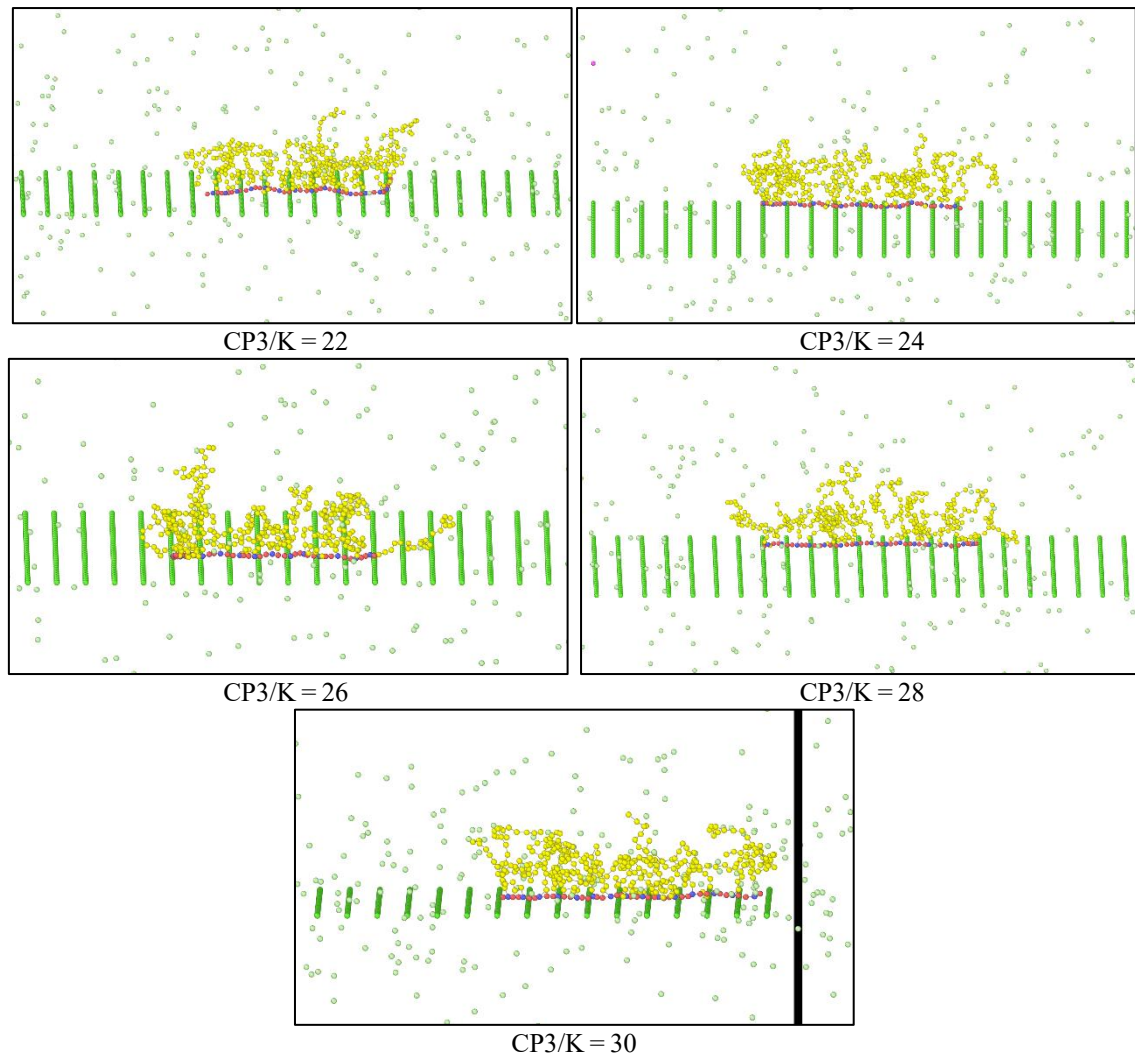 CP3/K = 22
CP3/K = 24
CP3/K = 26
CP3/K = 28
CP3/K = 30